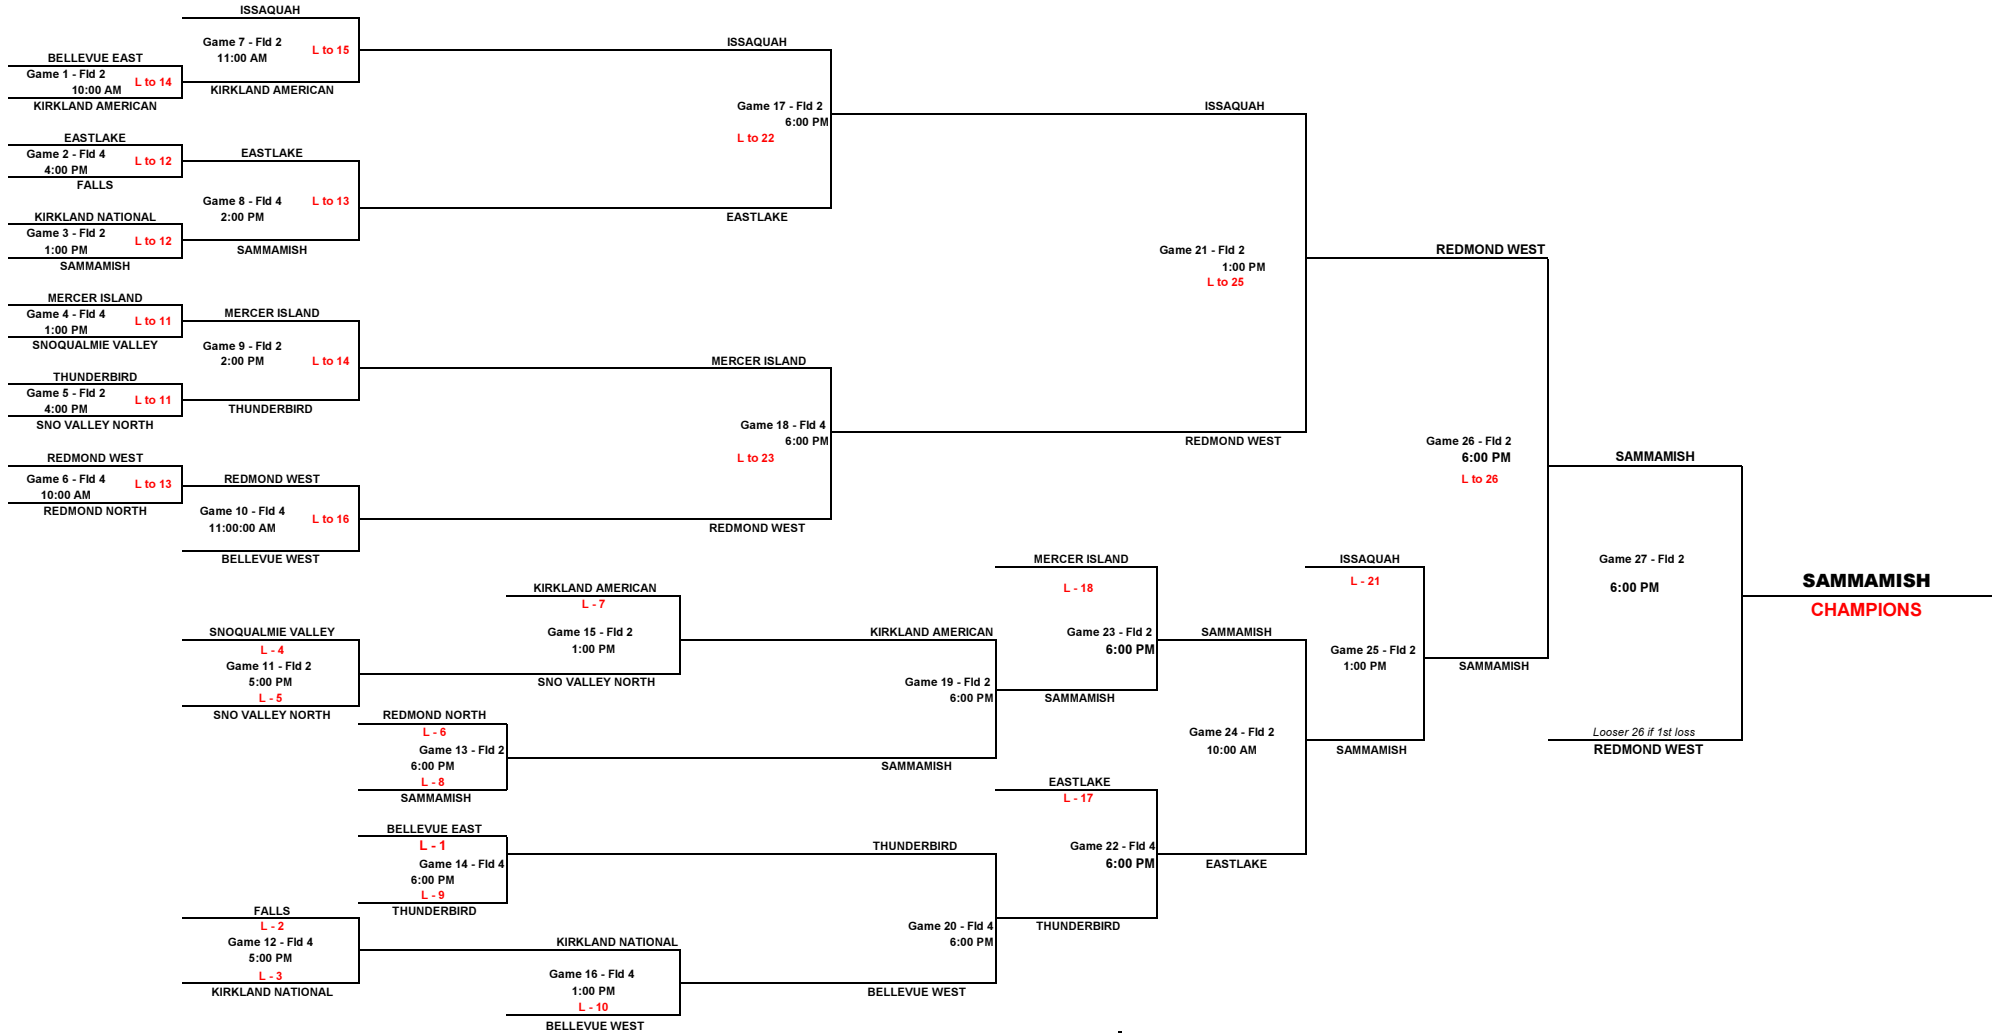 ISSAQUAH
Game 7 - Fld 2
11:00 AM
L to 15
BELLEVUE EAST
Game 1 - Fld 2
10:00 AM
L to 14
KIRKLAND AMERICAN
KIRKLAND AMERICAN
EASTLAKE
Game 2 - Fld 4
4:00 PM
L to 12
FALLS
EASTLAKE
Game 8 - Fld 4
2:00 PM
L to 13
KIRKLAND NATIONAL
Game 3 - Fld 2
1:00 PM
L to 12
SAMMAMISH
SAMMAMISH
MERCER ISLAND
Game 4 - Fld 4
1:00 PM
L to 11
SNOQUALMIE VALLEY
MERCER ISLAND
Game 9 - Fld 2
2:00 PM
L to 14
THUNDERBIRD
Game 5 - Fld 2
4:00 PM
L to 11
SNO VALLEY NORTH
THUNDERBIRD
REDMOND WEST
Game 6 - Fld 4
10:00 AM
L to 13
REDMOND NORTH
REDMOND WEST
Game 10 - Fld 4
11:00:00 AM
L to 16
BELLEVUE WEST
ISSAQUAH
Game 17 - Fld 2
6:00 PM
L to 22
EASTLAKE
MERCER ISLAND
Game 18 - Fld 4
6:00 PM
L to 23
REDMOND WEST
ISSAQUAH
Game 21 - Fld 2
1:00 PM
L to 25
REDMOND WEST
REDMOND WEST
Game 26 - Fld 2
6:00 PM
L to 26
SAMMAMISH
Game 27 - Fld 2
6:00 PM
Looser 26 if 1st loss
REDMOND WEST
SAMMAMISH
CHAMPIONS
SNOQUALMIE VALLEY
L - 4
Game 11 - Fld 2
5:00 PM
L - 5
SNO VALLEY NORTH
KIRKLAND AMERICAN
L - 7
Game 15 - Fld 2
1:00 PM
SNO VALLEY NORTH
REDMOND NORTH
L - 6
Game 13 - Fld 2
6:00 PM
L - 8
SAMMAMISH
KIRKLAND AMERICAN
Game 19 - Fld 2
6:00 PM
SAMMAMISH
MERCER ISLAND
L - 18
Game 23 - Fld 2
6:00 PM
SAMMAMISH
SAMMAMISH
Game 24 - Fld 2
10:00 AM
EASTLAKE
ISSAQUAH
L - 21
Game 25 - Fld 2
1:00 PM
SAMMAMISH
SAMMAMISH
BELLEVUE EAST
L - 1
Game 14 - Fld 4
6:00 PM
L - 9
THUNDERBIRD
FALLS
L - 2
Game 12 - Fld 4
5:00 PM
L - 3
KIRKLAND NATIONAL
KIRKLAND NATIONAL
Game 16 - Fld 4
1:00 PM
L - 10
BELLEVUE WEST
THUNDERBIRD
Game 20 - Fld 4
6:00 PM
BELLEVUE WEST
EASTLAKE
L - 17
Game 22 - Fld 4
6:00 PM
THUNDERBIRD